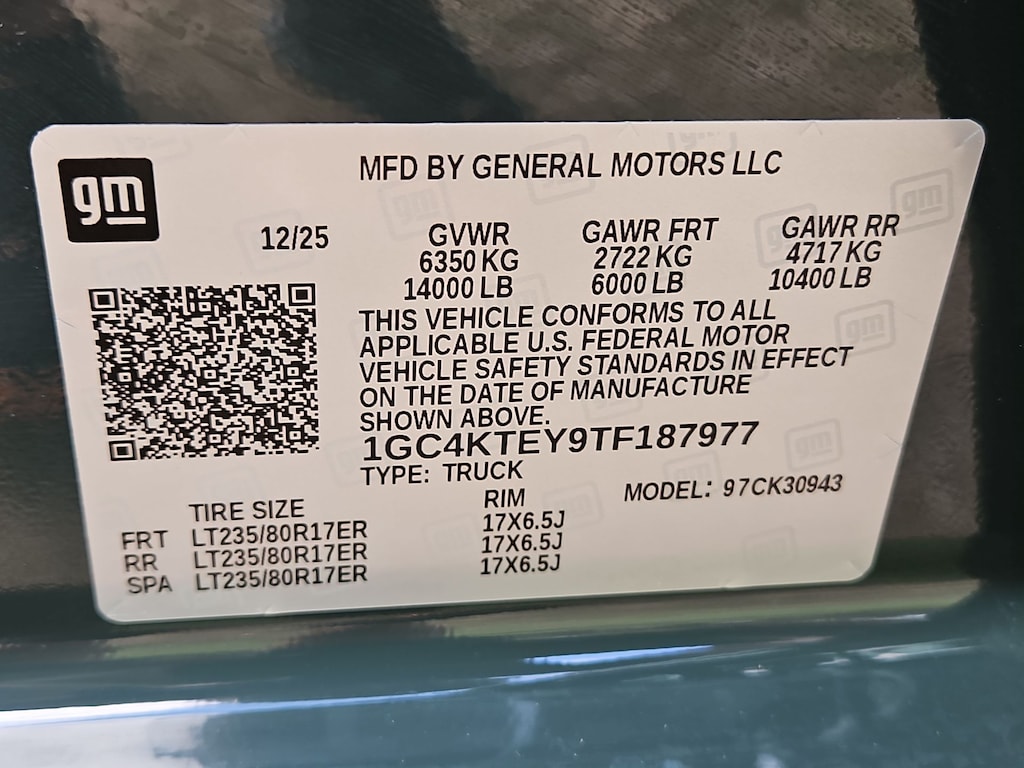 gm
MFD BY GENERAL MOTORS LLC
12/25
GVWR GAWR FRT GAWR RR
6350 KG 2722 KG 4717 KG
14000 LB 6000 LB 10400 LB
THIS VEHICLE CONFORMS TO ALL
APPLICABLE U.S. FEDERAL MOTOR
VEHICLE SAFETY STANDARDS IN EFFECT
ON THE DATE OF MANUFACTURE
SHOWN ABOVE.
1GC4KTEY9TF187977
TYPE: TRUCK
MODEL: 97CK30943
TIRE SIZE RIM
FRT LT235/80R17ER 17X6.5J
RR LT235/80R17ER 17X6.5J
SPA LT235/80R17ER 17X6.5J